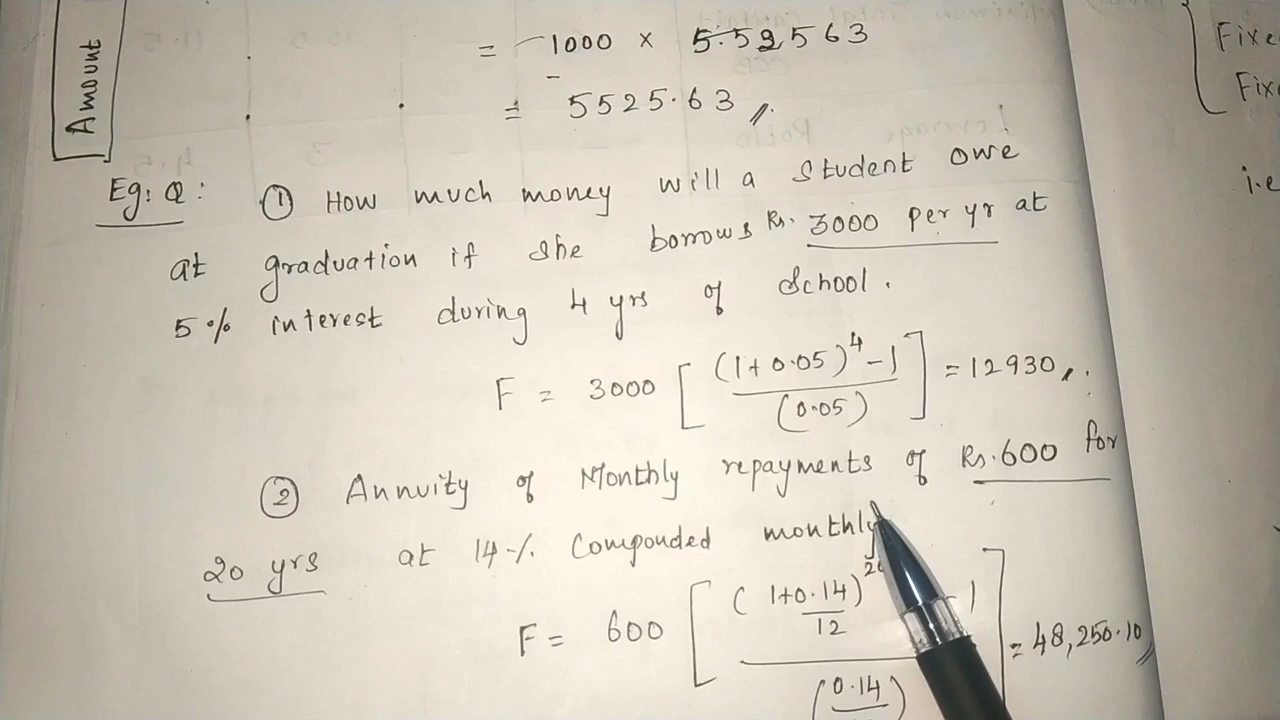 Amount
= 1000 × 5.52563
= 5525.63
Eg: Q: ① How much money will a student owe
at graduation if she borrows Rs. 3000 per yr at
5% interest during 4 yrs of school.
F = 3000 [ (1+0.05)^4 - 1 / (0.05) ] = 12930
② Annuity of Monthly repayments of Rs.600 for
20 yrs at 14% Compouded monthly
F = 600 [ (1+0.14 / 12) - 1 / (0.14 ) ] = 48,250.10
Fixe
Fix
i.e